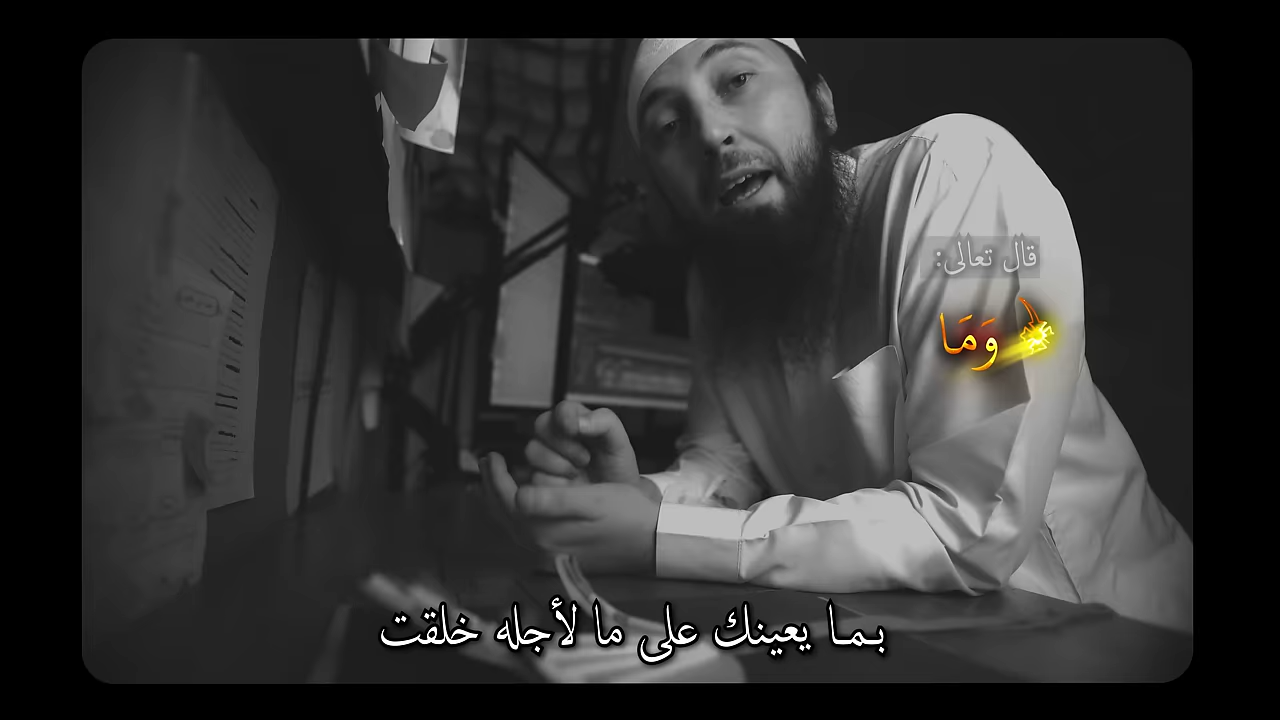 قال تعالى:
﴿ وَمَا
بما يعينك على ما لأجله خلقت